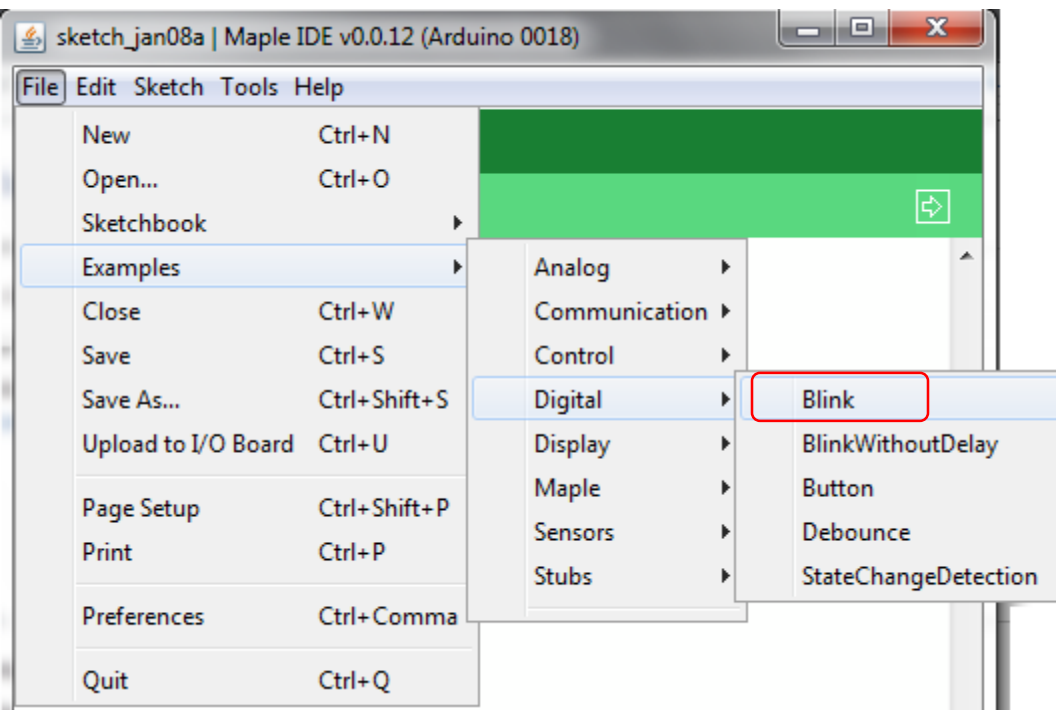 sketch_jan08a | Maple IDE v0.0.12 (Arduino 0018)
File Edit Sketch Tools Help
New Ctrl+N
Open... Ctrl+O
Sketchbook
Examples
Close Ctrl+W
Save Ctrl+S
Save As... Ctrl+Shift+S
Upload to I/O Board Ctrl+U
Page Setup Ctrl+Shift+P
Print Ctrl+P
Preferences Ctrl+Comma
Quit Ctrl+Q
Analog
Communication
Control
Digital
Display
Maple
Sensors
Stubs
Blink
BlinkWithoutDelay
Button
Debounce
StateChangeDetection